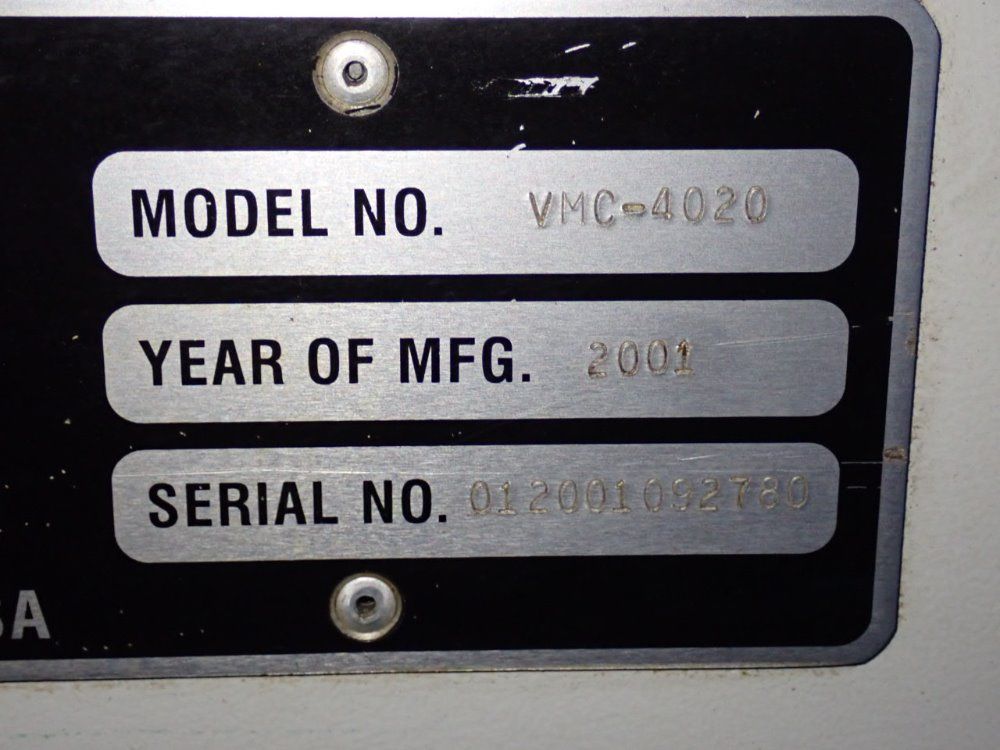 MODEL NO. VMC-4020
YEAR OF MFG. 2001
SERIAL NO. 012001092780